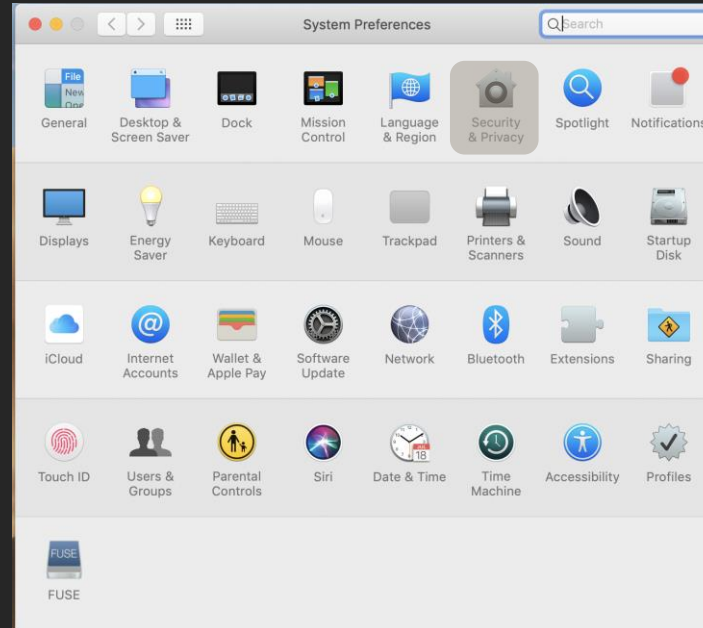 System Preferences
Search
File
New
One
General
Desktop &
Screen Saver
Dock
Mission
Control
Language
& Region
Security
& Privacy
Spotlight
Notifications
Displays
Energy
Saver
Keyboard
Mouse
Trackpad
Printers &
Scanners
Sound
Startup
Disk
iCloud
Internet
Accounts
Wallet &
Apple Pay
Software
Update
Network
Bluetooth
Extensions
Sharing
Touch ID
Users &
Groups
Parental
Controls
Siri
18
Date & Time
Time
Machine
Accessibility
Profiles
FUSE
FUSE